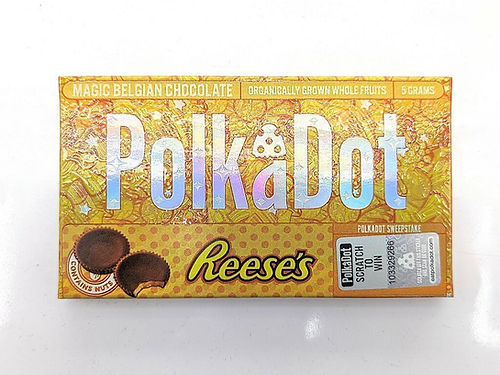 MAGIC BELGIAN CHOCOLATE
ORGANICALLY GROWN WHOLE FRUITS
5 GRAMS
PolkaDot
POLKADOT SWEEPSTAKE
CONTAINS NUTS
Reese's
PolkaDot
SCRATCH
TO
WIN